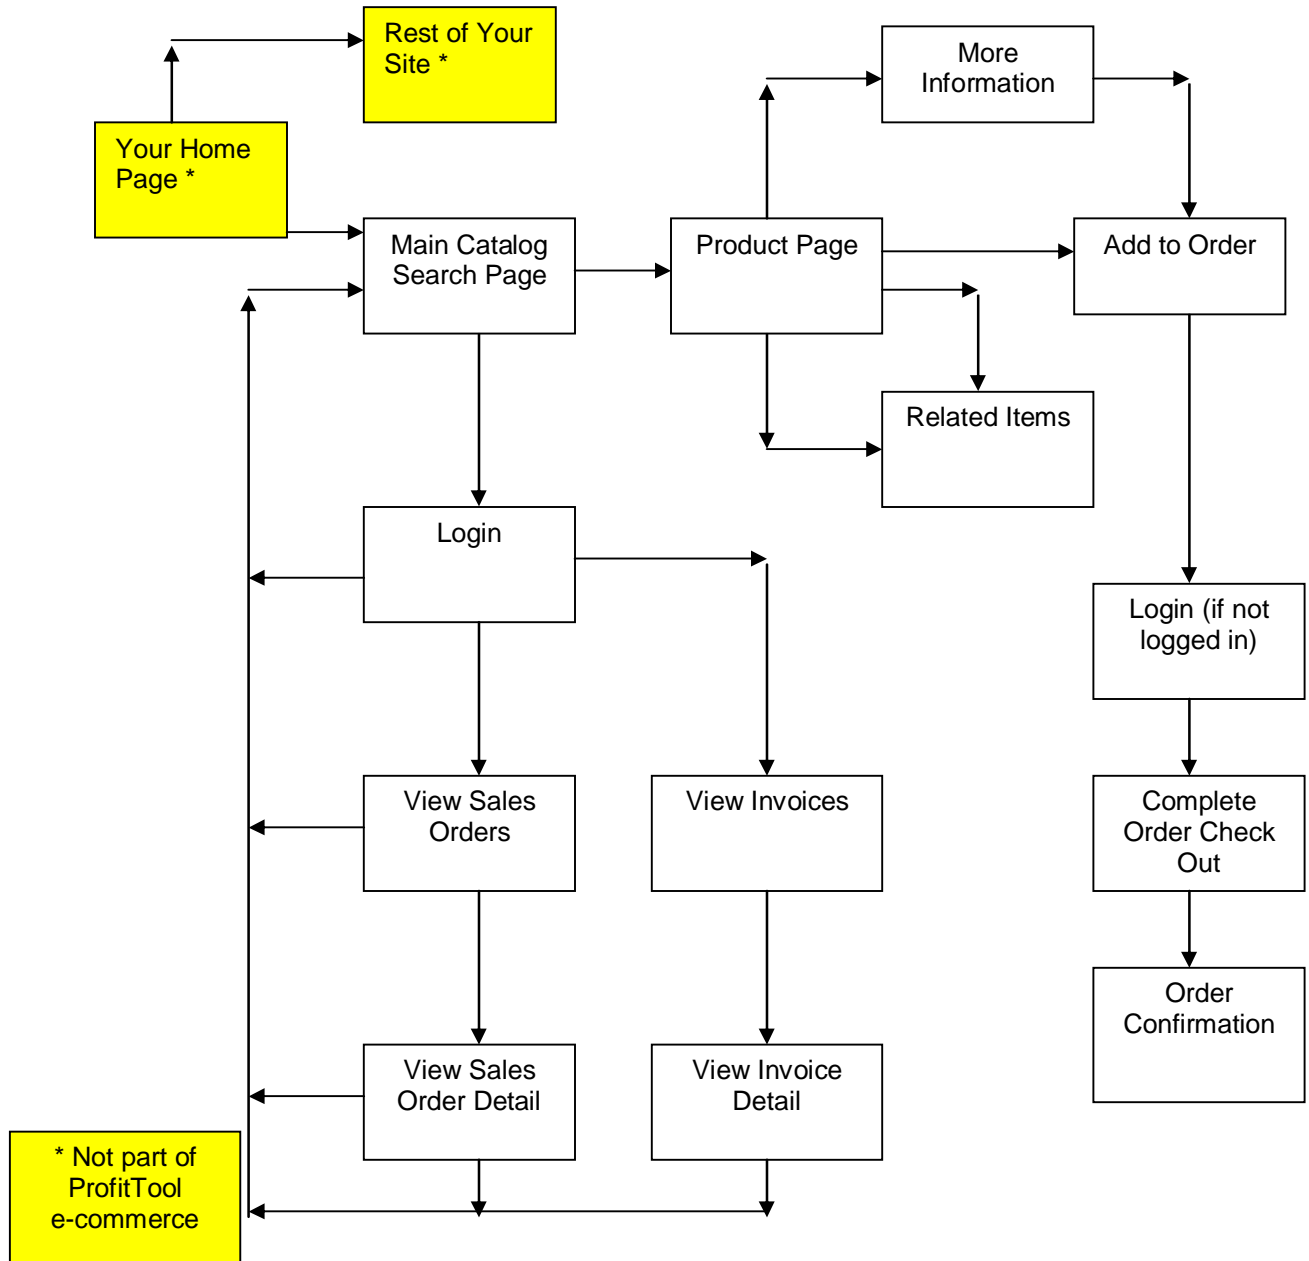 Rest of Your
Site *
More
Information
Your Home
Page *
Main Catalog
Search Page
Product Page
Add to Order
Related Items
Login
Login (if not
logged in)
View Sales
Orders
View Invoices
Complete
Order Check
Out
Order
Confirmation
View Sales
Order Detail
View Invoice
Detail
* Not part of
ProfitTool
e-commerce